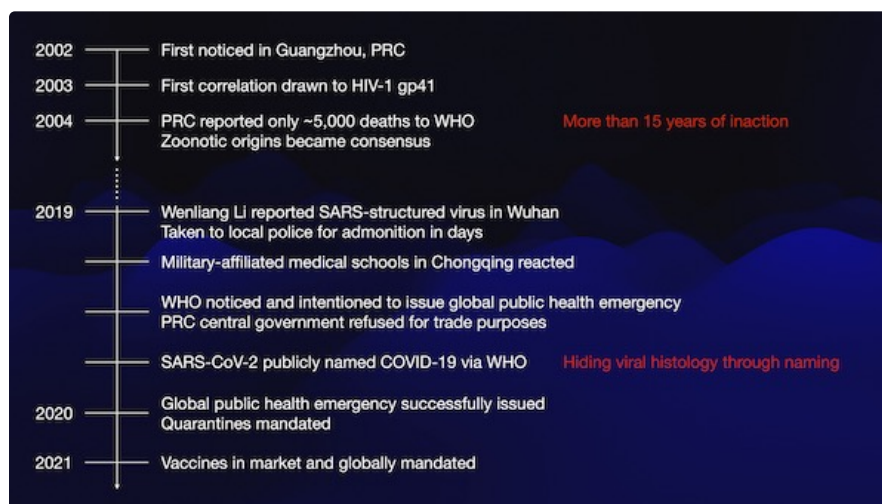 2002 First noticed in Guangzhou, PRC
2003 First correlation drawn to HIV-1 gp41
2004 PRC reported only ~5,000 deaths to WHO More than 15 years of inaction
Zoonotic origins became consensus
2019 Wenliang Li reported SARS-structured virus in Wuhan
Taken to local police for admonition in days
Military-affiliated medical schools in Chongqing reacted
WHO noticed and intentioned to issue global public health emergency
PRC central government refused for trade purposes
SARS-CoV-2 publicly named COVID-19 via WHO Hiding viral histology through naming
2020 Global public health emergency successfully issued
Quarantines mandated
2021 Vaccines in market and globally mandated